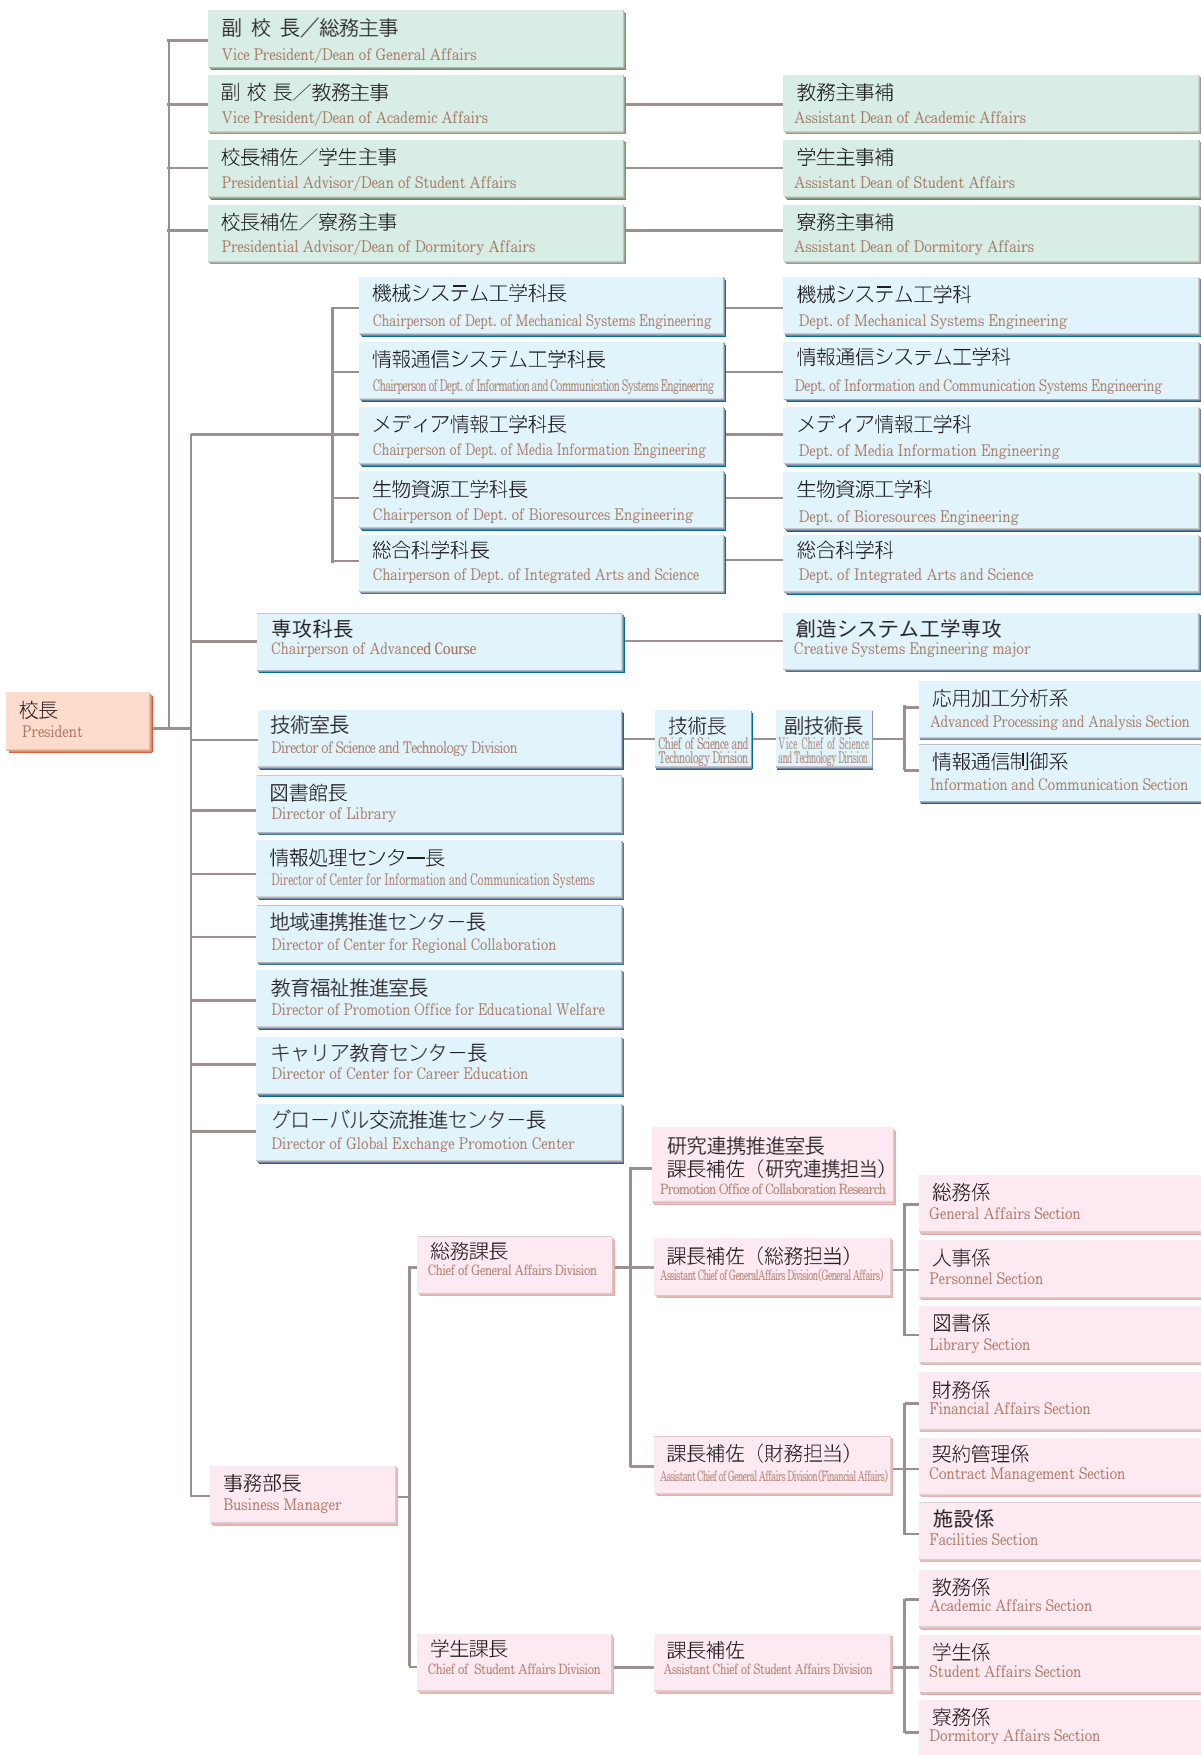 副 校 長／総務主事
Vice President/Dean of General Affairs
副 校 長／教務主事
Vice President/Dean of Academic Affairs
教務主事補
Assistant Dean of Academic Affairs
校長補佐／学生主事
Presidential Advisor/Dean of Student Affairs
学生主事補
Assistant Dean of Student Affairs
校長補佐／寮務主事
Presidential Advisor/Dean of Dormitory Affairs
寮務主事補
Assistant Dean of Dormitory Affairs
機械システム工学科長
Chairperson of Dept. of Mechanical Systems Engineering
機械システム工学科
Dept. of Mechanical Systems Engineering
情報通信システム工学科長
Chairperson of Dept. of Information and Communication Systems Engineering
情報通信システム工学科
Dept. of Information and Communication Systems Engineering
メディア情報工学科長
Chairperson of Dept. of Media Information Engineering
メディア情報工学科
Dept. of Media Information Engineering
生物資源工学科長
Chairperson of Dept. of Bioresources Engineering
生物資源工学科
Dept. of Bioresources Engineering
総合科学科長
Chairperson of Dept. of Integrated Arts and Science
総合科学科
Dept. of Integrated Arts and Science
専攻科長
Chairperson of Advanced Course
創造システム工学専攻
Creative Systems Engineering major
校長
President
技術室長
Director of Science and Technology Division
技術長
Chief of Science and
Technology Dirision
副技術長
Vice Chief of Science
and Technology Dirision
応用加工分析系
Advanced Processing and Analysis Section
情報通信制御系
Information and Communication Section
図書館長
Director of Library
情報処理センター長
Director of Center for Information and Communication Systems
地域連携推進センター長
Director of Center for Regional Collaboration
教育福祉推進室長
Director of Promotion Office for Educational Welfare
キャリア教育センター長
Director of Center for Career Education
グローバル交流推進センター長
Director of Global Exchange Promotion Center
研究連携推進室長
課長補佐（研究連携担当）
Promotion Office of Collaboration Research
総務課長
Chief of General Affairs Division
課長補佐（総務担当）
Assistant Chief of GeneralAffairs Division(General Affairs)
総務係
General Affairs Section
人事係
Personnel Section
図書係
Library Section
課長補佐（財務担当）
Assistant Chief of General Affairs Division(Financial Affairs)
財務係
Financial Affairs Section
契約管理係
Contract Management Section
施設係
Facilities Section
事務部長
Business Manager
学生課長
Chief of Student Affairs Division
課長補佐
Assistant Chief of Student Affairs Division
教務係
Academic Affairs Section
学生係
Student Affairs Section
寮務係
Dormitory Affairs Section